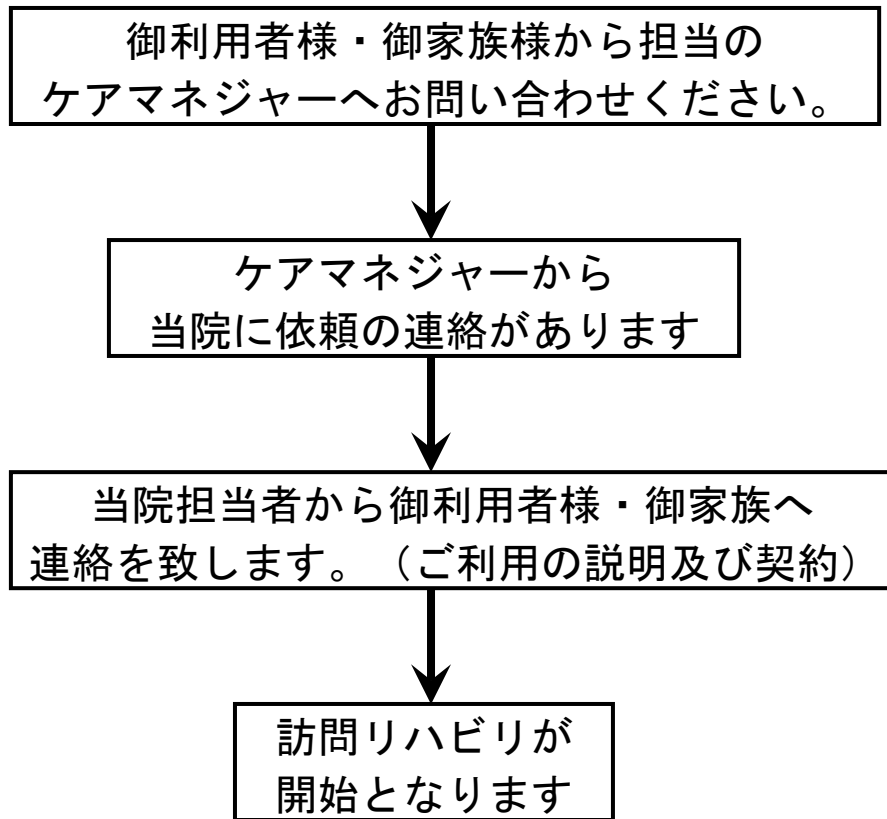 御利用者様・御家族様から担当の
ケアマネジャーへお問い合わせください。
ケアマネジャーから
当院に依頼の連絡があります
当院担当者から御利用者様・御家族へ
連絡を致します。（ご利用の説明及び契約）
訪問リハビリが
開始となります